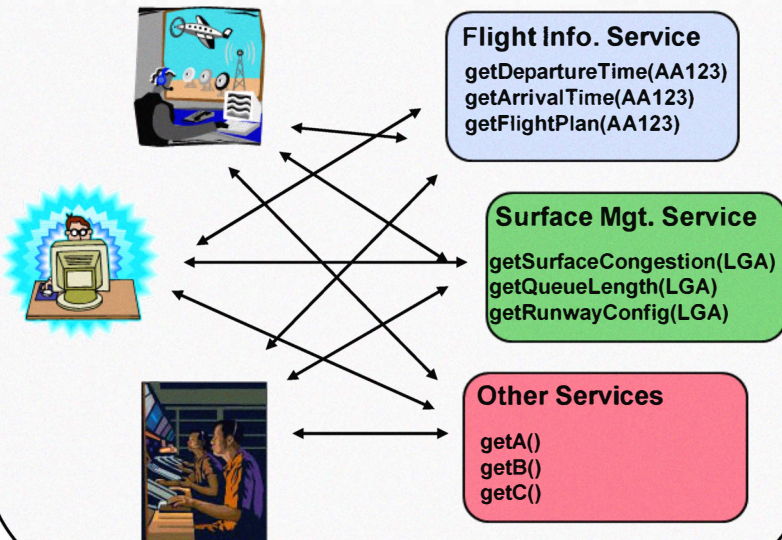 Flight Info. Service
getDepartureTime(AA123)
getArrivalTime(AA123)
getFlightPlan(AA123)
Surface Mgt. Service
getSurfaceCongestion(LGA)
getQueueLength(LGA)
getRunwayConfig(LGA)
Other Services
getA()
getB()
getC()